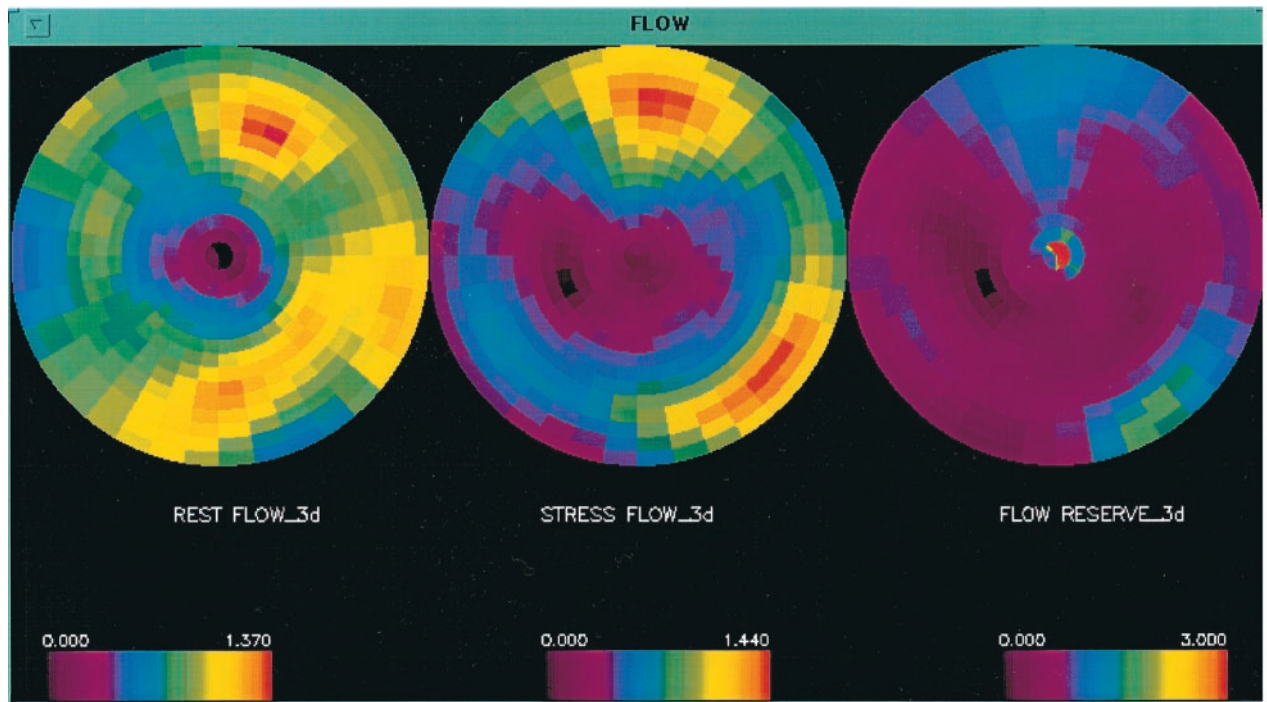 FLOW
REST FLOW_3d
STRESS FLOW_3d
FLOW RESERVE_3d
0.000 1.370
0.000 1.440
0.000 3.000